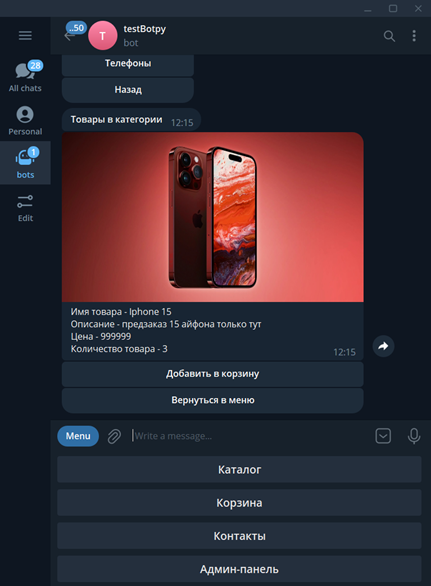 ..50
T
testBotpy
bot
28
All chats
Personal
1
bots
Edit
Телефоны
Назад
Товары в категории 12:15
Имя товара - Iphone 15
Описание - предзаказ 15 айфона только тут
Цена - 999999
Количество товара - 3
12:15
Добавить в корзину
Вернуться в меню
Menu
Write a message...
Каталог
Корзина
Контакты
Админ-панель